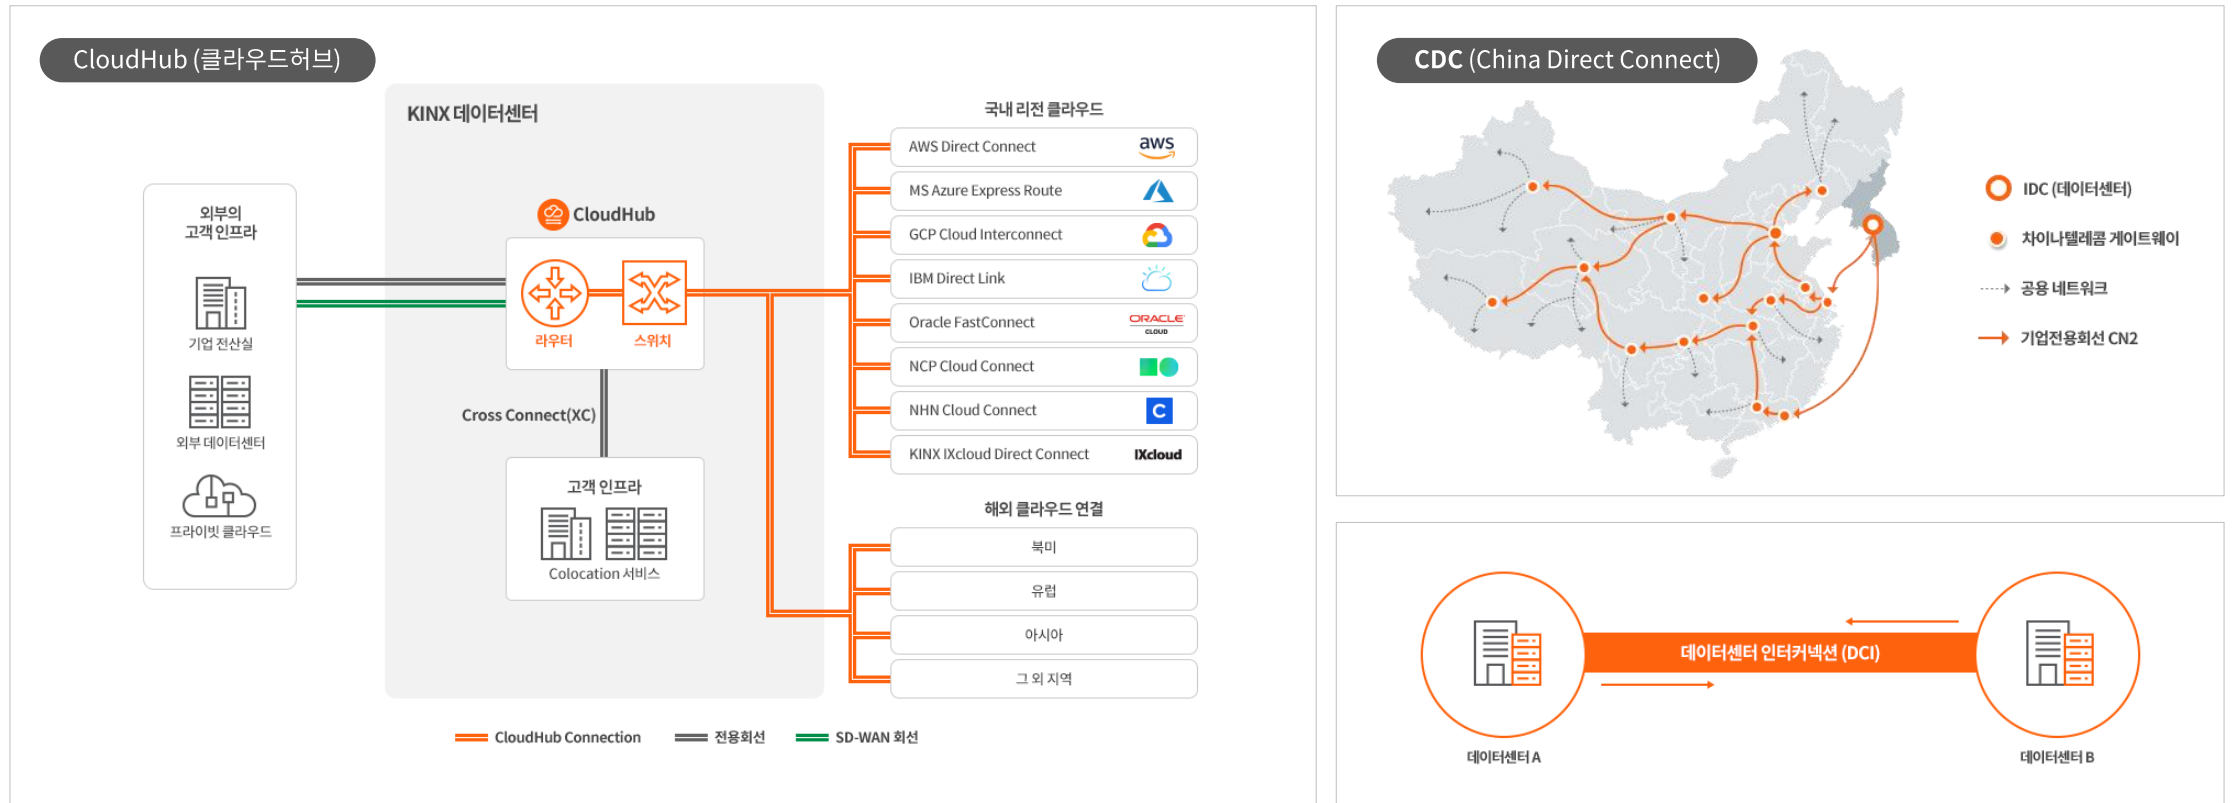 CloudHub (클라우드허브)
KINX 데이터센터
외부의
고객 인프라
기업 전산실
외부 데이터센터
프라이빗 클라우드
CloudHub
라우터
스위치
Cross Connect(XC)
고객 인프라
Colocation 서비스
국내 리전 클라우드
AWS Direct Connect
aws
MS Azure Express Route
GCP Cloud Interconnect
IBM Direct Link
Oracle FastConnect
ORACLE
CLOUD
NCP Cloud Connect
NHN Cloud Connect
C
KINX IXcloud Direct Connect
IXcloud
해외 클라우드 연결
북미
유럽
아시아
그 외 지역
CloudHub Connection
전용회선
SD-WAN 회선
CDC (China Direct Connect)
IDC (데이터센터)
차이나텔레콤 게이트웨이
공용 네트워크
기업전용회선 CN2
데이터센터 인터커넥션 (DCI)
데이터센터 A
데이터센터 B